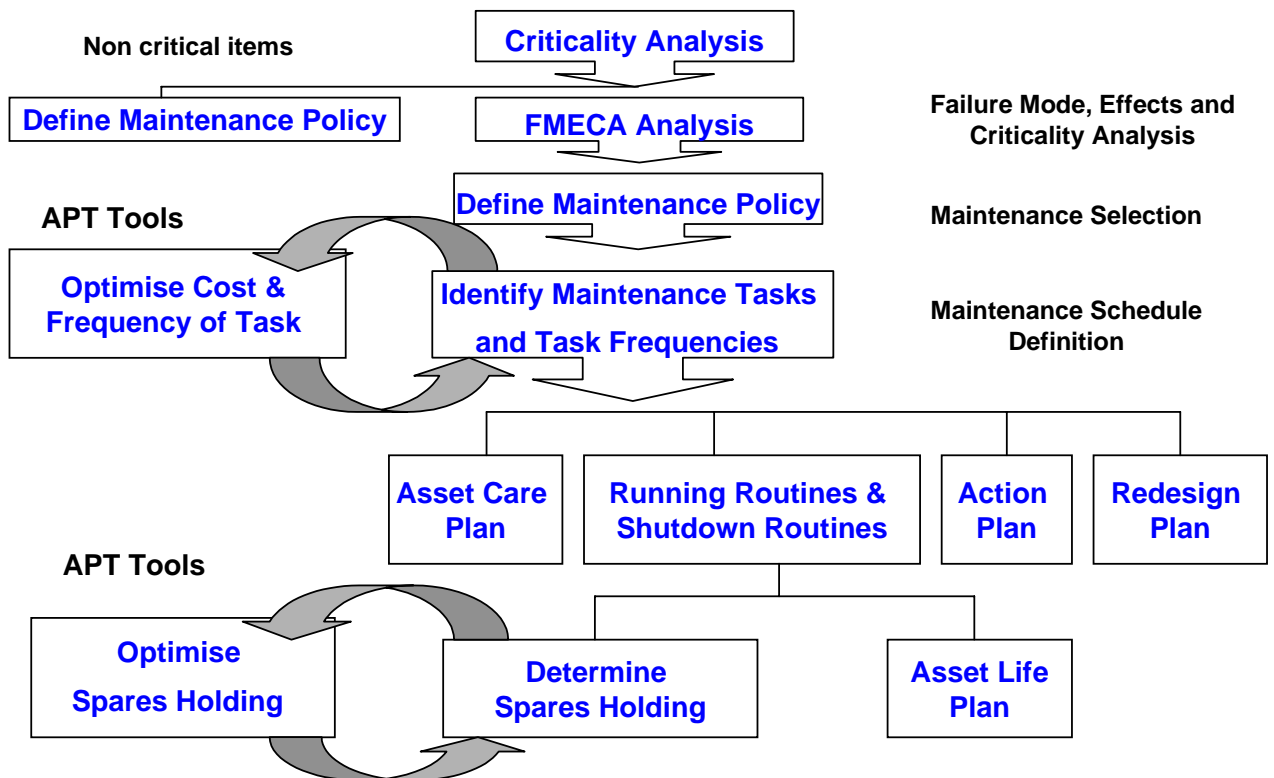 Non critical items
Criticality Analysis
Define Maintenance Policy
FMECA Analysis
Failure Mode, Effects and
Criticality Analysis
Define Maintenance Policy
Maintenance Selection
APT Tools
Optimise Cost &
Frequency of Task
Identify Maintenance Tasks
and Task Frequencies
Maintenance Schedule
Definition
Asset Care
Plan
Running Routines &
Shutdown Routines
Action
Plan
Redesign
Plan
APT Tools
Optimise
Spares Holding
Determine
Spares Holding
Asset Life
Plan